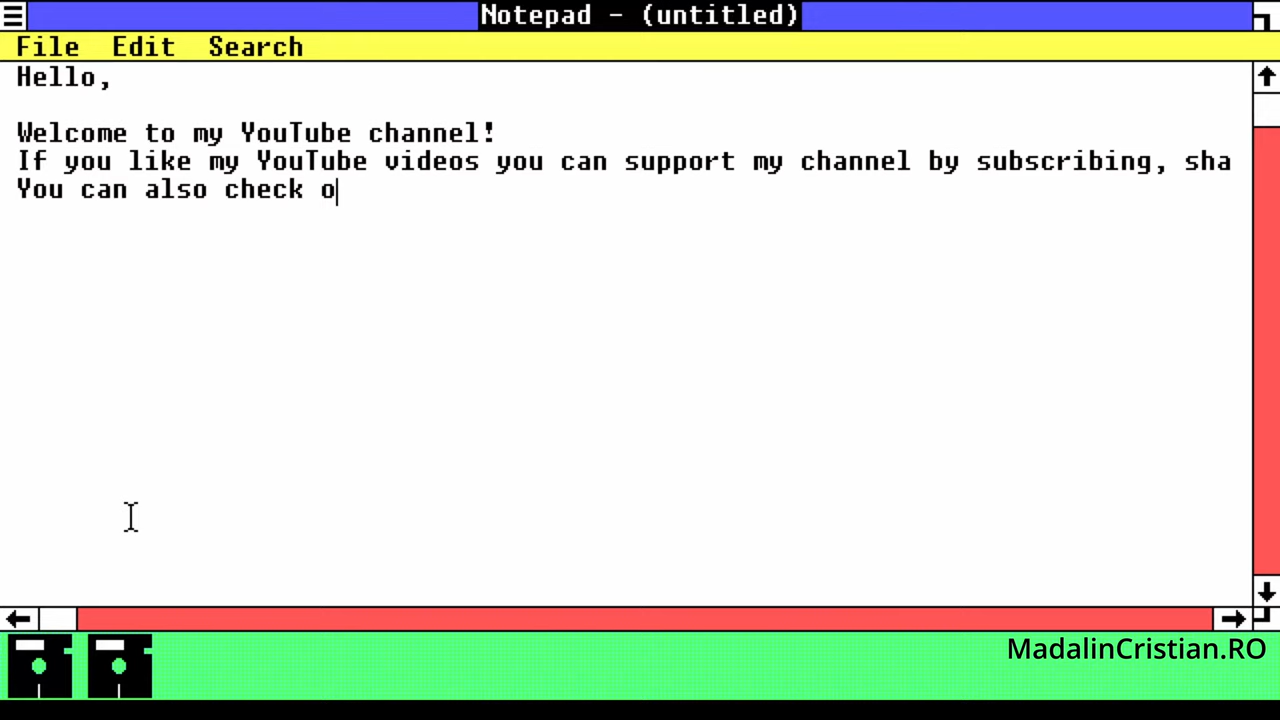 Notepad - (untitled)
File Edit Search
Hello,
Welcome to my YouTube channel!
If you like my YouTube videos you can support my channel by subscribing, sha
You can also check o
MadalinCristian.RO